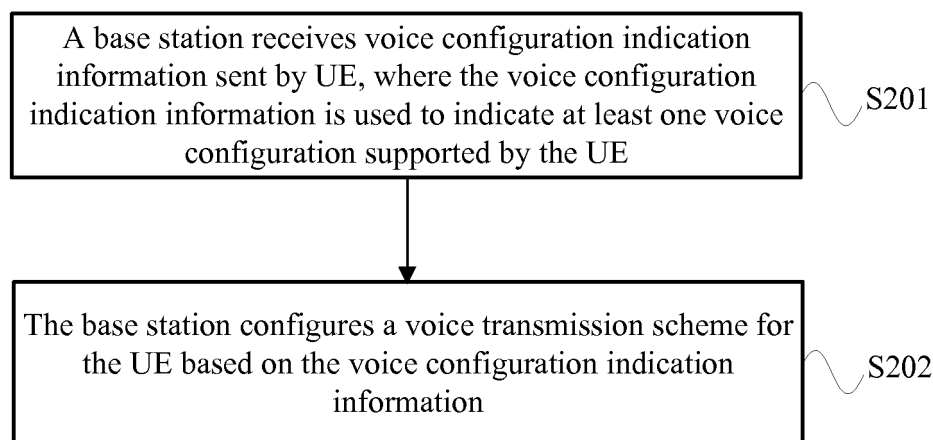 A base station receives voice configuration indication
information sent by UE, where the voice configuration
indication information is used to indicate at least one voice
configuration supported by the UE
S201
The base station configures a voice transmission scheme for
the UE based on the voice configuration indication
information
S202